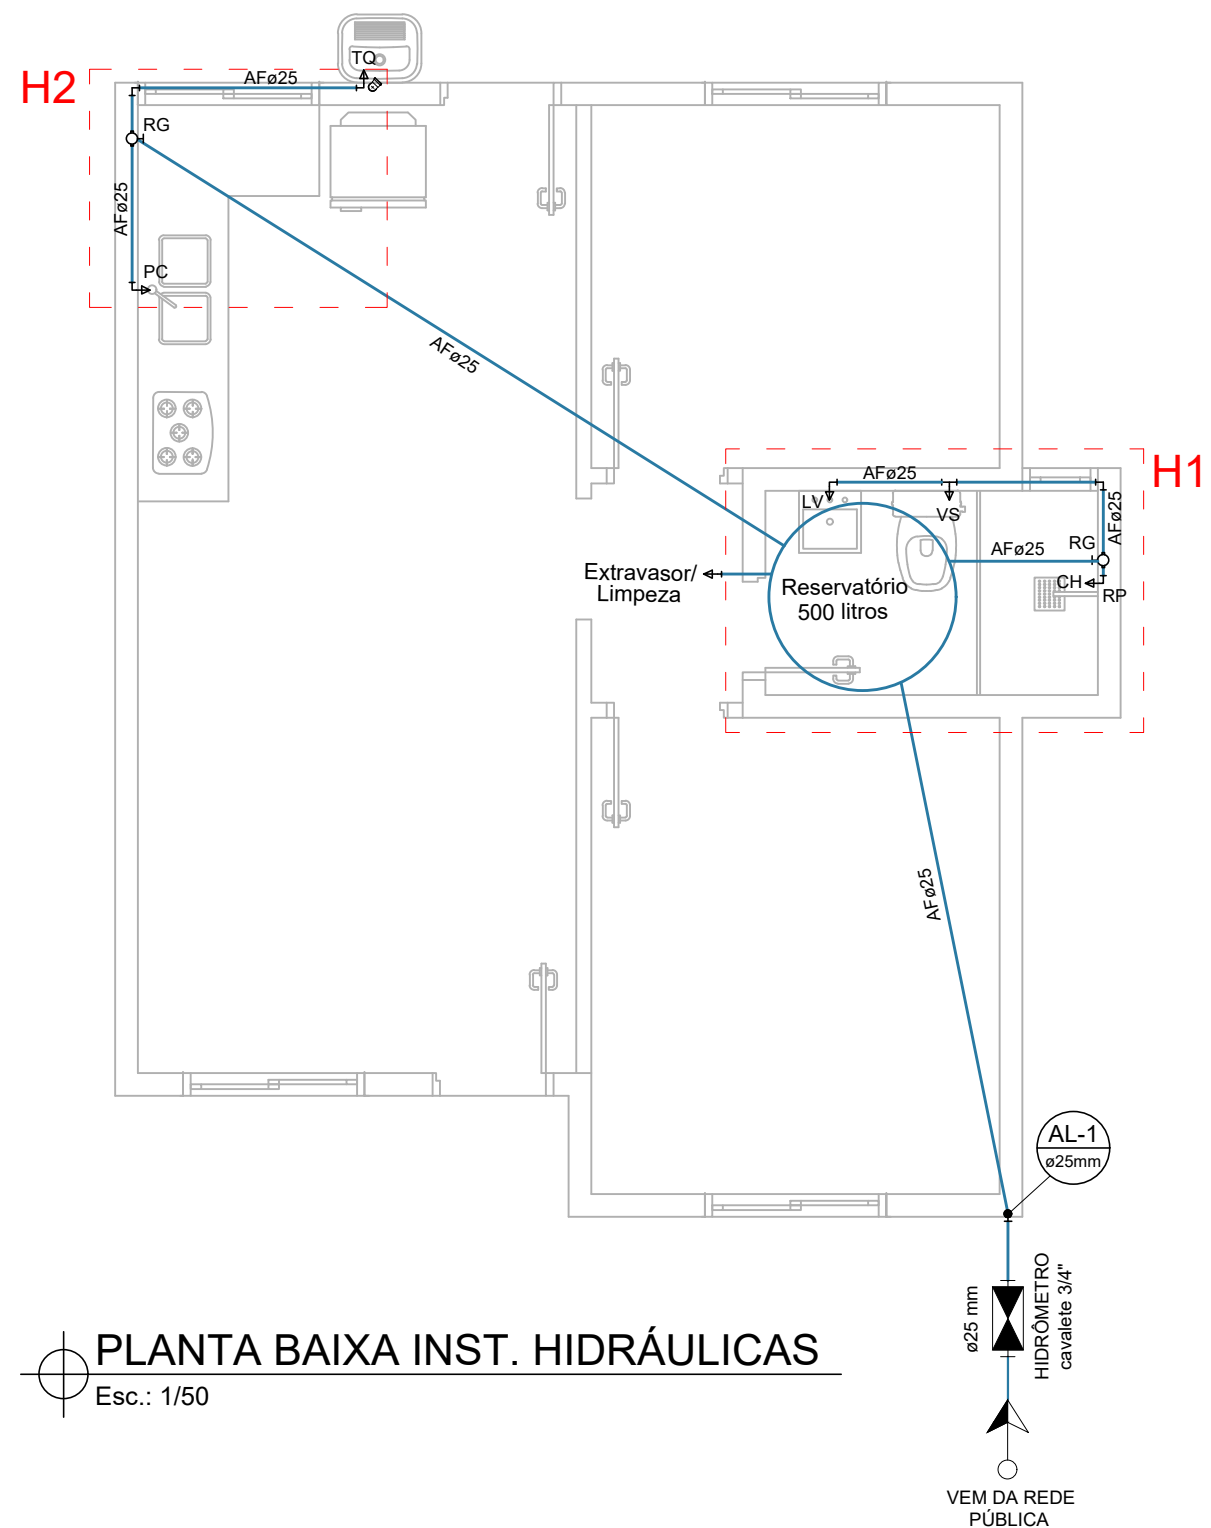 TQ
H2
AFø25
RG
AFø25
PC
AFø25
H1
AFø25
LV
VS
AFø25
RG
AFø25
CH
RP
Extravasor/
Limpeza
Reservatório
500 litros
AFø25
AL-1
ø25mm
ø25 mm
HIDRÔMETRO
cavalete 3/4"
PLANTA BAIXA INST. HIDRÁULICAS
Esc.: 1/50
VEM DA REDE
PÚBLICA